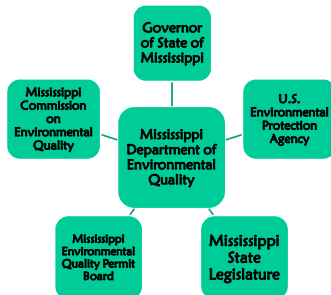 Governor
of State of
Mississippi
Mississippi
Commission
on
Environmental
Quality
U.S.
Environmental
Protection
Agency
Mississippi
Department of
Environmental
Quality
Mississippi
Environmental
Quality Permit
Board
Mississippi
State
Legislature